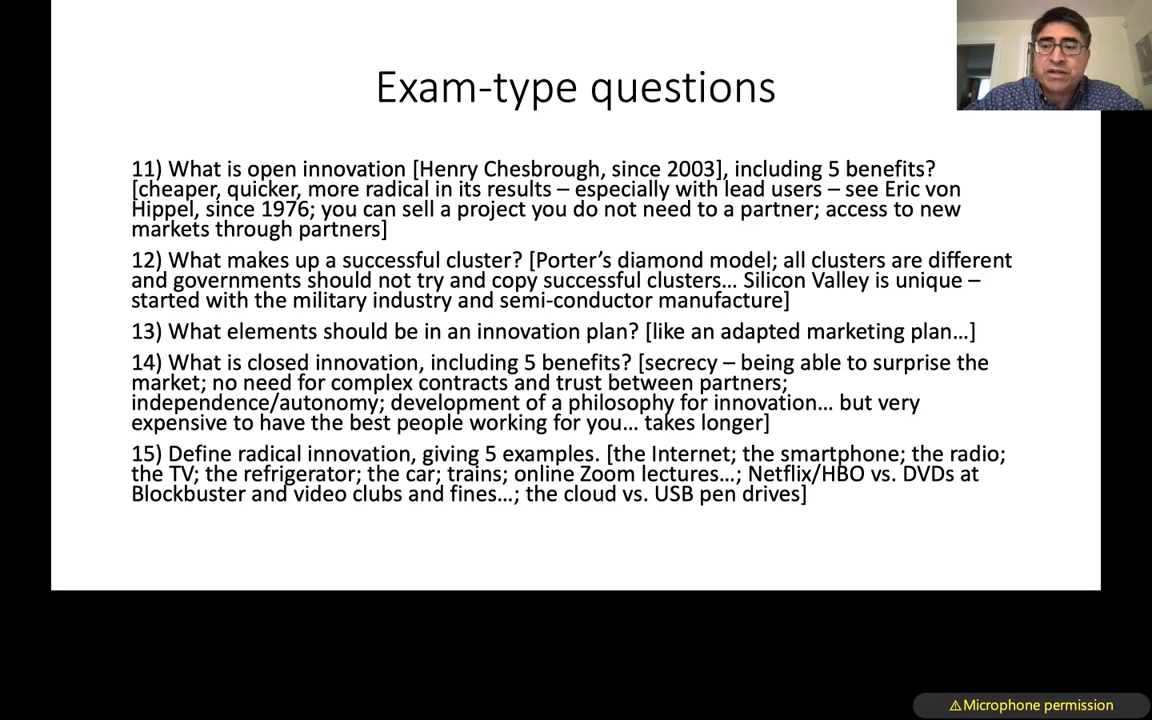 Exam-type questions
11) What is open innovation [Henry Chesbrough, since 2003], including 5 benefits?
[cheaper, quicker, more radical in its results – especially with lead users – see Eric von
Hippel, since 1976; you can sell a project you do not need to a partner; access to new
markets through partners]
12) What makes up a successful cluster? [Porter’s diamond model; all clusters are different
and governments should not try and copy successful clusters… Silicon Valley is unique –
started with the military industry and semi-conductor manufacture]
13) What elements should be in an innovation plan? [like an adapted marketing plan…]
14) What is closed innovation, including 5 benefits? [secrecy – being able to surprise the
market; no need for complex contracts and trust between partners;
independence/autonomy; development of a philosophy for innovation… but very
expensive to have the best people working for you… takes longer]
15) Define radical innovation, giving 5 examples. [the Internet; the smartphone; the radio;
the TV; the refrigerator; the car; trains; online Zoom lectures…; Netflix/HBO vs. DVDs at
Blockbuster and video clubs and fines…; the cloud vs. USB pen drives]
⚠Microphone permission